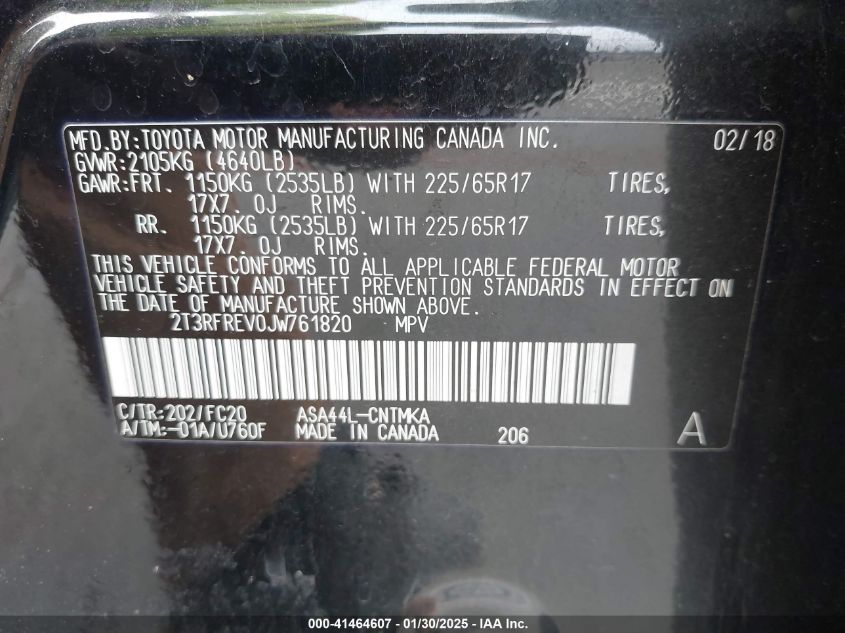 MFD.BY:TOYOTA MOTOR MANUFACTURING CANADA INC. 02/18
GVWR:2105KG (4640LB)
GAWR:FRT. 1150KG (2535LB) WITH 225/65R17 TIRES,
17X7.0J RIMS.
RR. 1150KG (2535LB) WITH 225/65R17 TIRES,
17X7.0J RIMS.
THIS VEHICLE CONFORMS TO ALL APPLICABLE FEDERAL MOTOR
VEHICLE SAFETY AND THEFT PREVENTION STANDARDS IN EFFECT ON
THE DATE OF MANUFACTURE SHOWN ABOVE.
2T3RFREV0JW761820 MPV
C/TR:202/FC20 ASA44L-CNTMKA
A/TM:-01A/U760F MADE IN CANADA 206 A
000-41464607 - 01/30/2025 - IAA Inc.